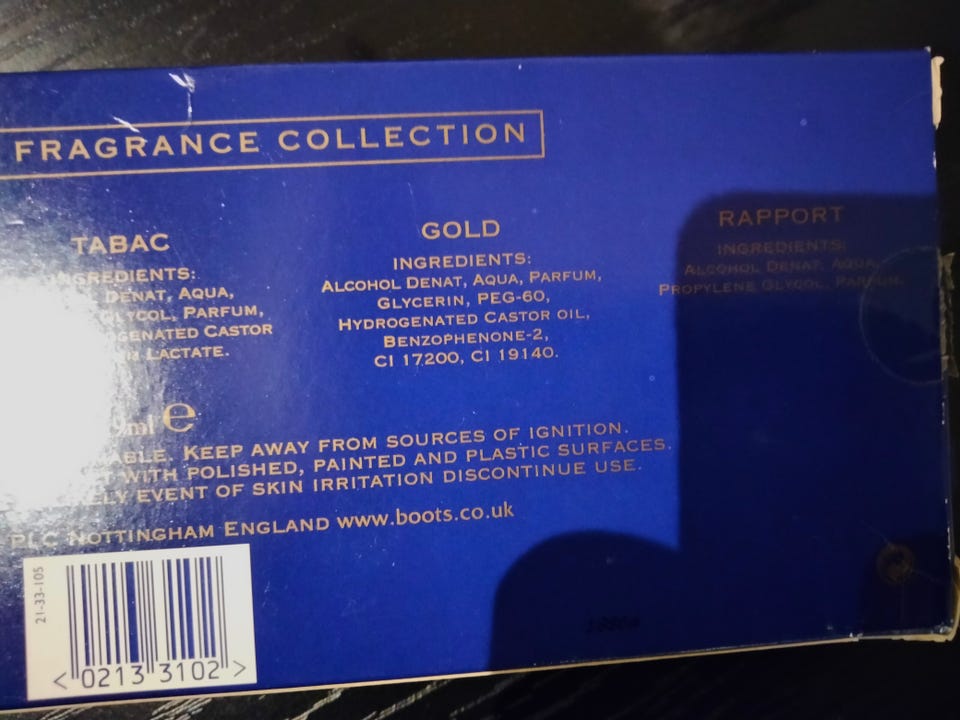 FRAGRANCE COLLECTION
TABAC
INGREDIENTS:
DENAT, AQUA,
GLYCOL, PARFUM,
CASTOR
LACTATE.
GOLD
INGREDIENTS:
ALCOHOL DENAT, AQUA, PARFUM,
GLYCERIN, PEG-60,
HYDROGENATED CASTOR OIL,
BENZOPHENONE-2,
CI 17200, CI 19140.
RAPPORT
INGREDIENTS:
ALCOHOL DENAT. AQUA,
PROPYLENE GLYCOL, PARFUM.
9ml e
KEEP AWAY FROM SOURCES OF IGNITION.
WITH POLISHED, PAINTED AND PLASTIC SURFACES.
EVENT OF SKIN IRRITATION DISCONTINUE USE.
PLC NOTTINGHAM ENGLAND www.boots.co.uk
21-33-105
<0213 3102>